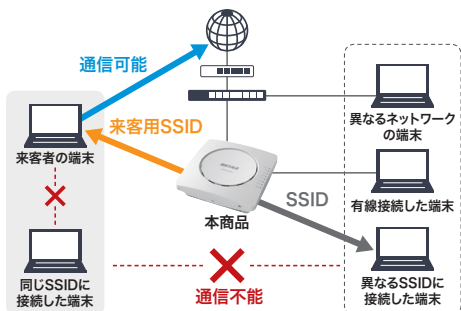 通信可能
来客用SSID
来客者の端末
異なるネットワーク
の端末
BUFFALO
本商品
SSID
有線接続した端末
同じSSIDに
接続した端末
通信不能
異なるSSIDに
接続した端末